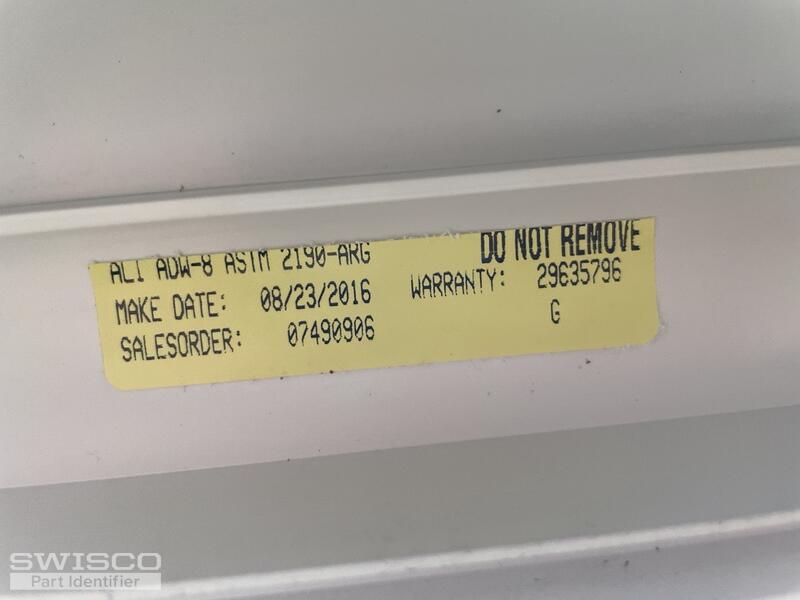 ALI ADW-8 ASTM 2190-ARG DO NOT REMOVE
MAKE DATE: 08/23/2016 WARRANTY: 29635796
SALESORDER: 07490906 G
SWISCO
Part Identifier